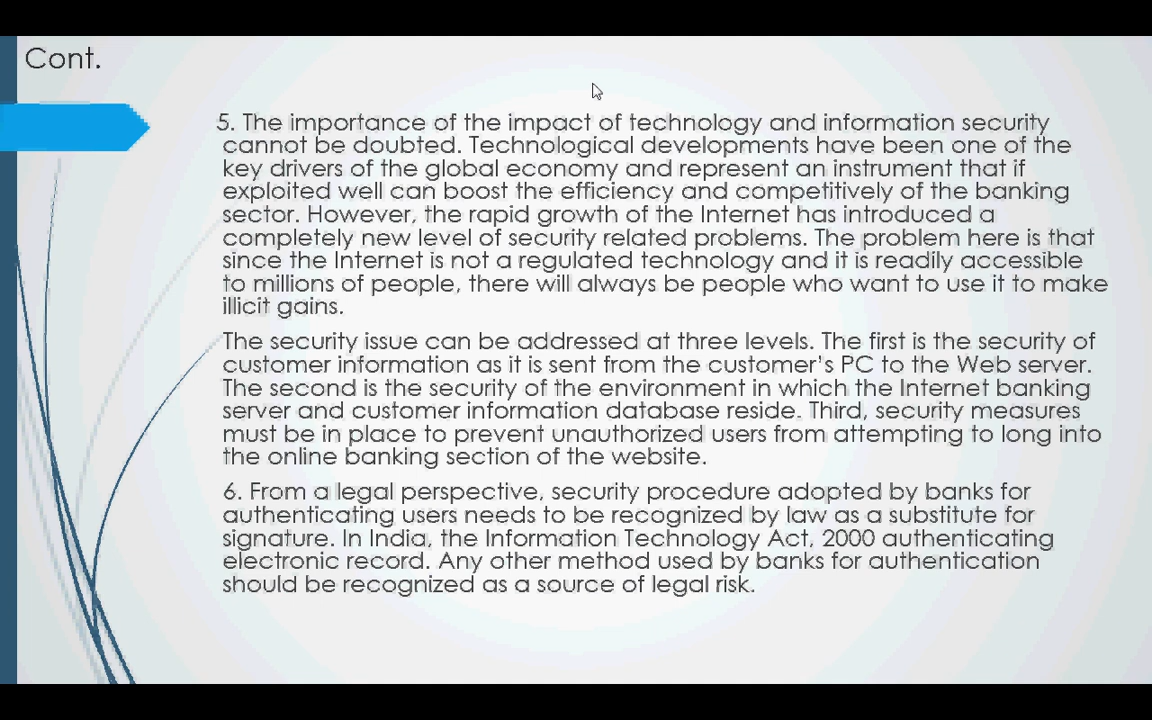 Cont.
5. The importance of the impact of technology and information security
cannot be doubted. Technological developments have been one of the
key drivers of the global economy and represent an instrument that if
exploited well can boost the efficiency and competitively of the banking
sector. However, the rapid growth of the Internet has introduced a
completely new level of security related problems. The problem here is that
since the Internet is not a regulated technology and it is readily accessible
to millions of people, there will always be people who want to use it to make
illicit gains.
The security issue can be addressed at three levels. The first is the security of
customer information as it is sent from the customer's PC to the Web server.
The second is the security of the environment in which the Internet banking
server and customer information database reside. Third, security measures
must be in place to prevent unauthorized users from attempting to long into
the online banking section of the website.
6. From a legal perspective, security procedure adopted by banks for
authenticating users needs to be recognized by law as a substitute for
signature. In India, the Information Technology Act, 2000 authenticating
electronic record. Any other method used by banks for authentication
should be recognized as a source of legal risk.